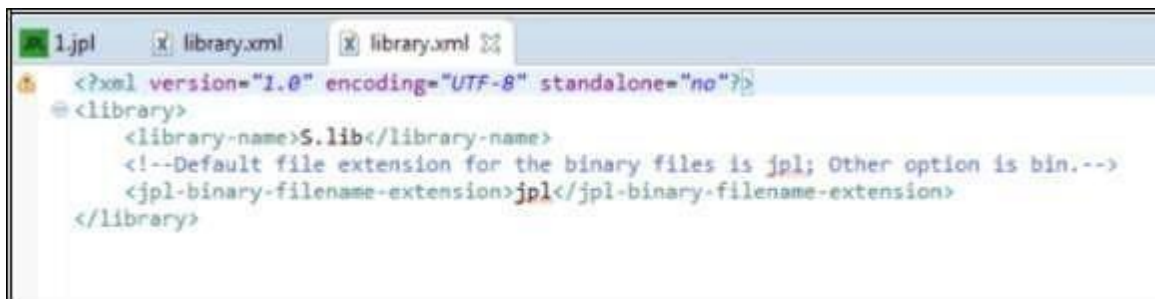 1.jpl library.xml library.xml
<?xml version="1.0" encoding="UTF-8" standalone="no"?>
<library>
<library-name>S.lib</library-name>
<!--Default file extension for the binary files is jpl; Other option is bin.-->
<jpl-binary-filename-extension>jpl</jpl-binary-filename-extension>
</library>